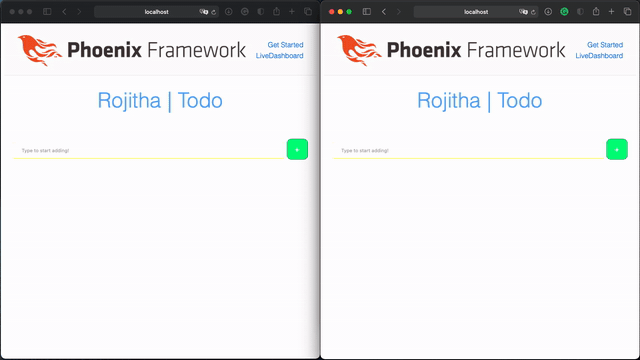 localhost
Phoenix Framework
Get Started
LiveDashboard
Rojitha | Todo
Type to start adding!
+
localhost
Phoenix Framework
Get Started
LiveDashboard
Rojitha | Todo
Type to start adding!
+